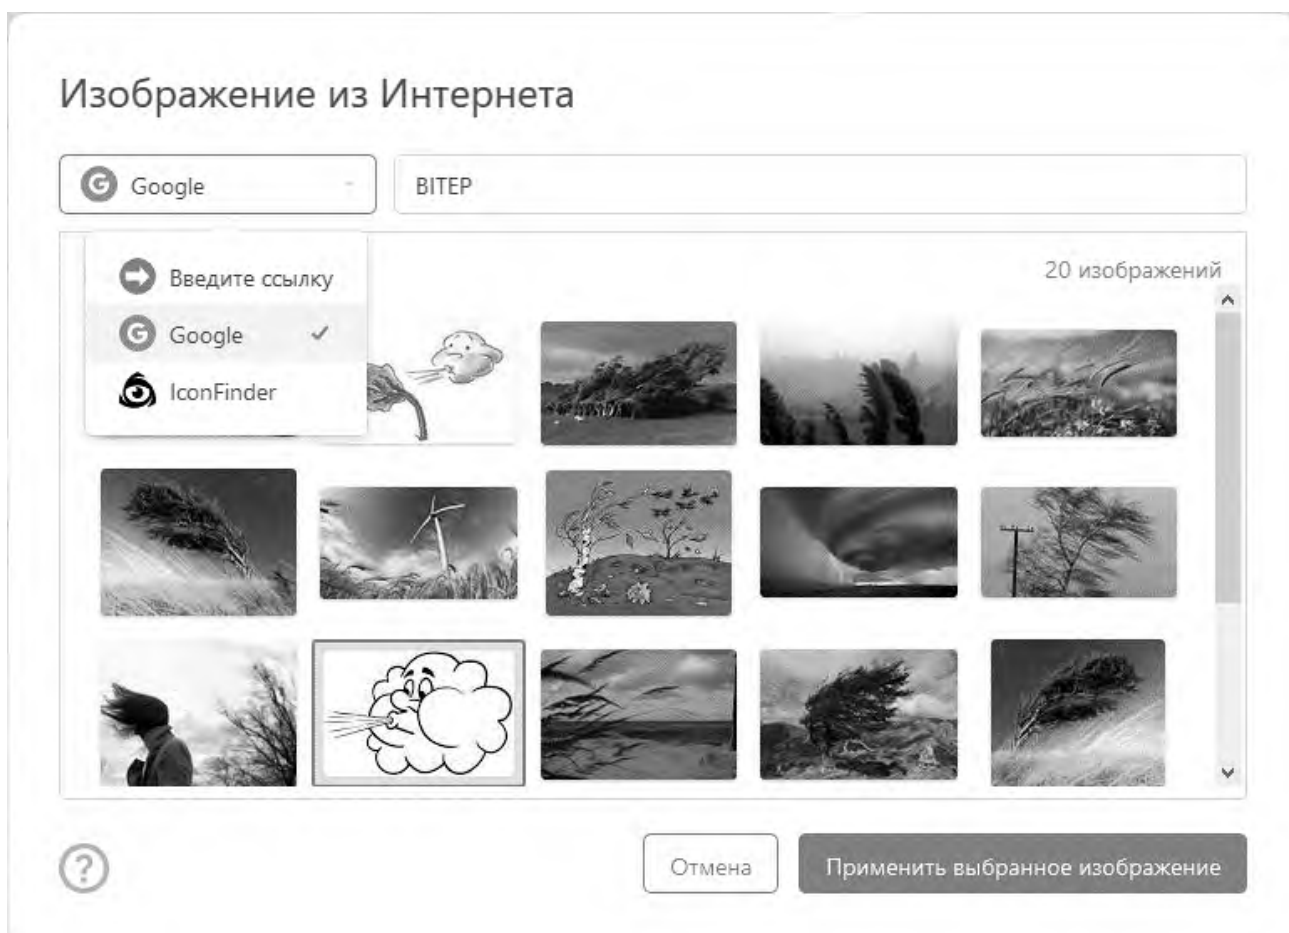 Изображение из Интернета
Google
ВІТЕР
20 изображений
Введите ссылку
Google
IconFinder
?
Отмена
Применить выбранное изображение